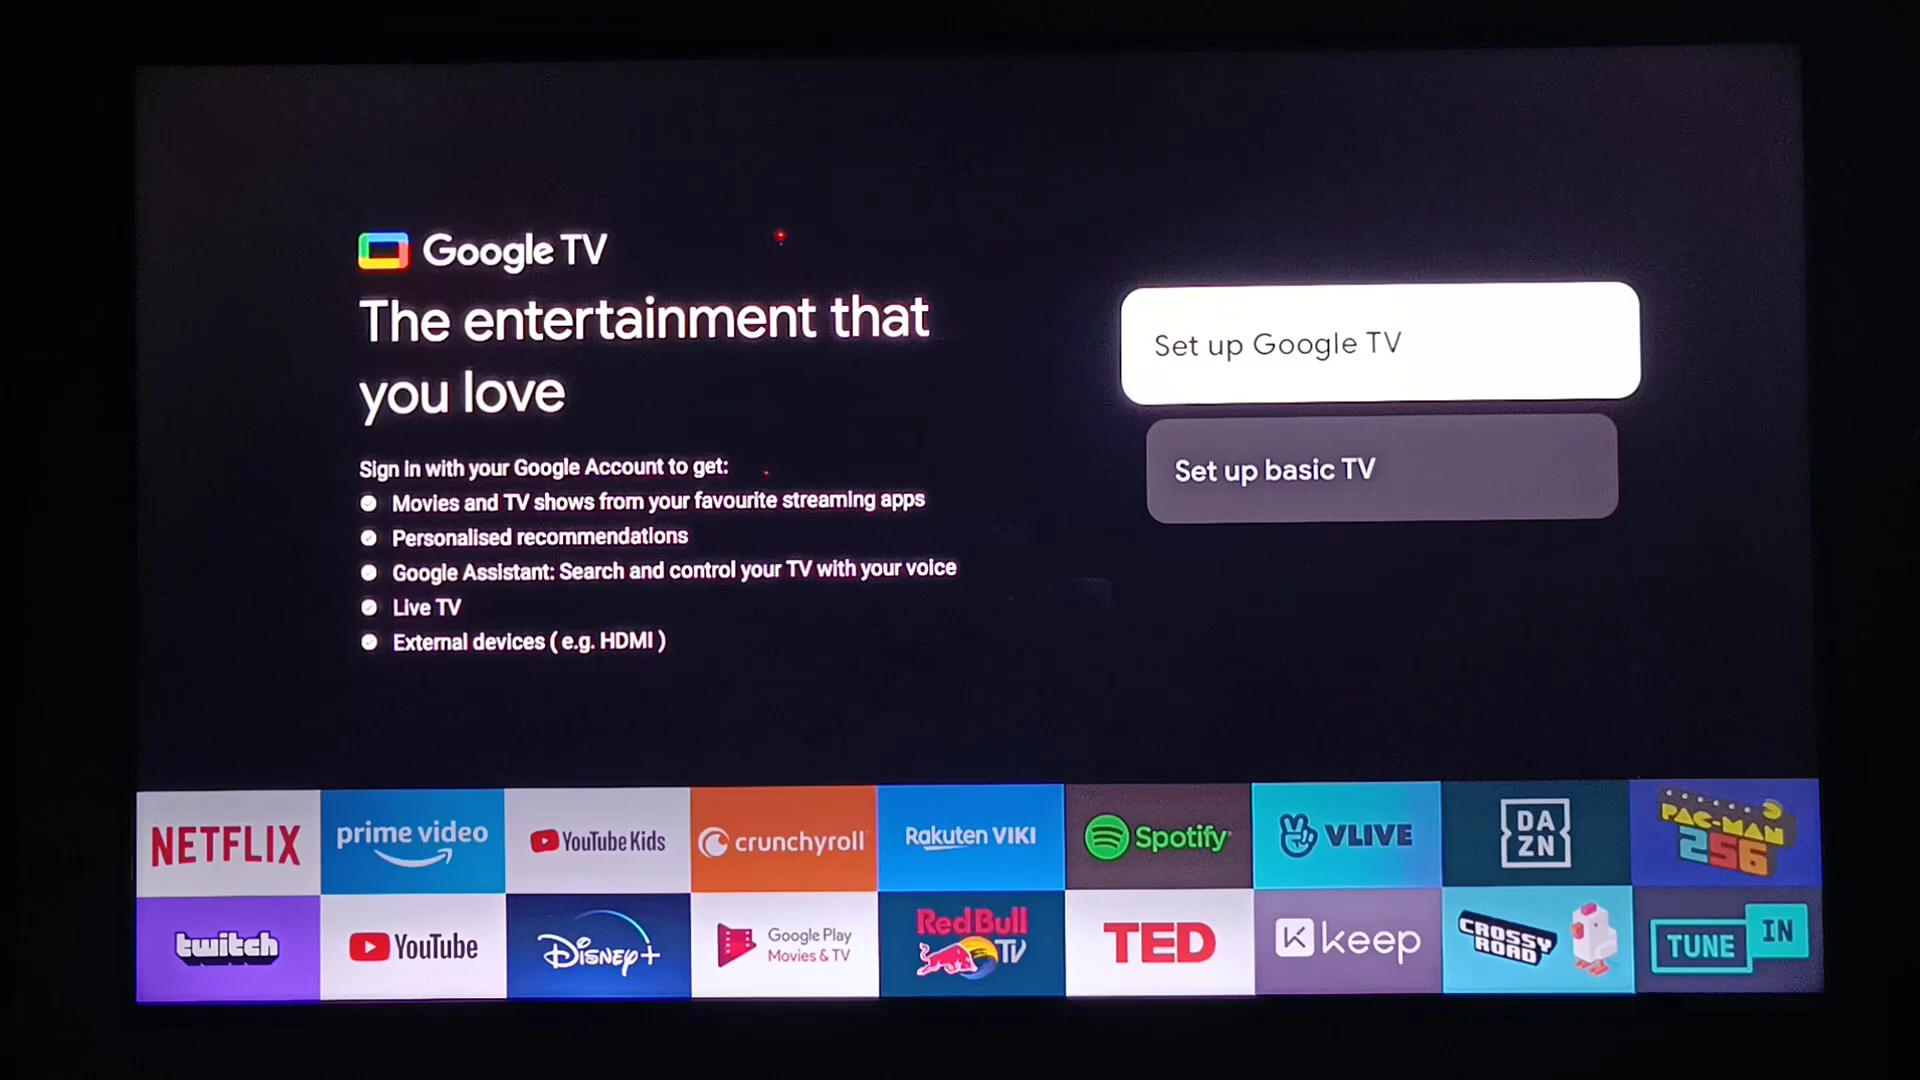 Google TV
The entertainment that
you love
Sign in with your Google Account to get:
Movies and TV shows from your favourite streaming apps
Personalised recommendations
Google Assistant: Search and control your TV with your voice
Live TV
External devices ( e.g. HDMI )
Set up Google TV
Set up basic TV
NETFLIX
prime video
YouTube Kids
crunchyroll
Rakuten VIKI
Spotify
VLIVE
DA
ZN
PAC-MAN
256
twitch
YouTube
Disney+
Google Play
Movies & TV
Red Bull
TV
TED
keep
CROSSY
ROAD
TUNE
IN